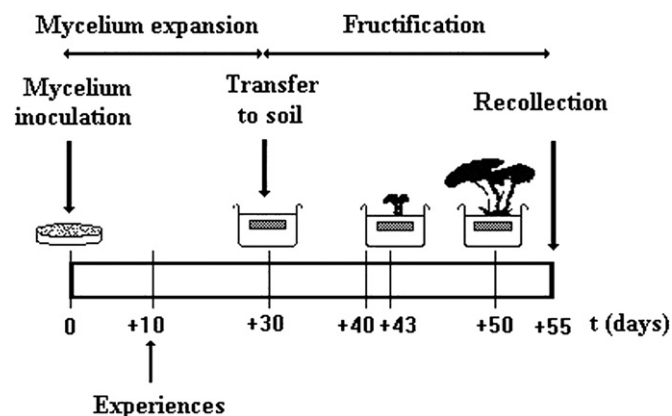 Mycelium expansion
Fructification
Mycelium
inoculation
Transfer
to soil
Recollection
0
+10
+30
+40
+43
+50
+55
t (days)
Experiences